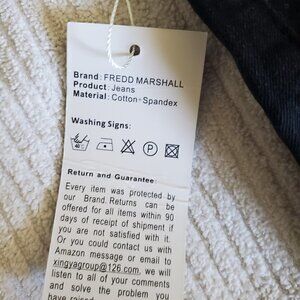 Brand: FREDD MARSHALL
Product: Jeans
Material: Cotton+Spandex
Washing Signs:
40
P
Return and Guarantee:
Every item was protected by
our Brand. Returns can be
offered for all items within 90
days of receipt of shipment if
you are not satisfied with it.
Or you could contact us with
Amazon message or email to
xingyagroup@126.com, we will
listen to all of your comments
and solve the problem you
have raised